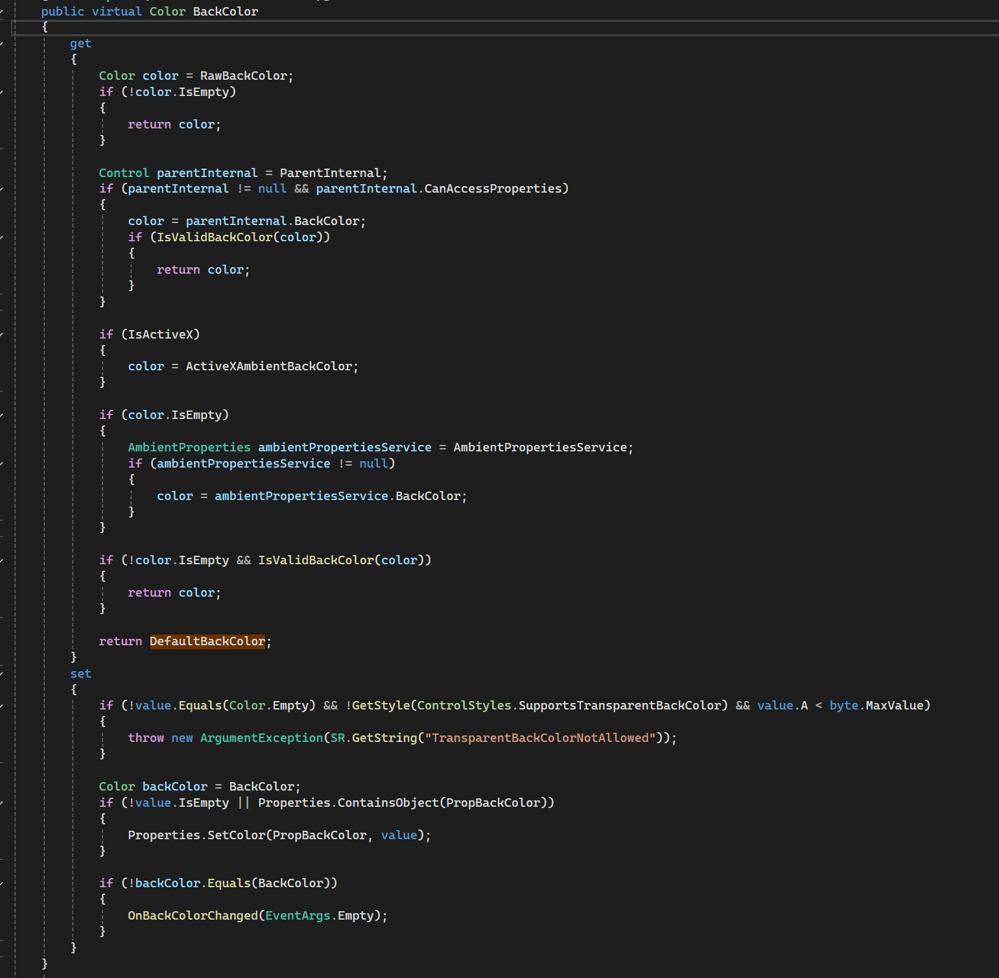 public virtual Color BackColor
{
get
{
Color color = RawBackColor;
if (!color.IsEmpty)
{
return color;
}
Control parentInternal = ParentInternal;
if (parentInternal != null && parentInternal.CanAccessProperties)
{
color = parentInternal.BackColor;
if (IsValidBackColor(color))
{
return color;
}
}
if (IsActiveX)
{
color = ActiveXAmbientBackColor;
}
if (color.IsEmpty)
{
AmbientProperties ambientPropertiesService = AmbientPropertiesService;
if (ambientPropertiesService != null)
{
color = ambientPropertiesService.BackColor;
}
}
if (!color.IsEmpty && IsValidBackColor(color))
{
return color;
}
return DefaultBackColor;
}
set
{
if (!value.Equals(Color.Empty) && !GetStyle(ControlStyles.SupportsTransparentBackColor) && value.A < byte.MaxValue)
{
throw new ArgumentException(SR.GetString("TransparentBackColorNotAllowed"));
}
Color backColor = BackColor;
if (!value.IsEmpty || Properties.ContainsObject(PropBackColor))
{
Properties.SetColor(PropBackColor, value);
}
if (!backColor.Equals(BackColor))
{
OnBackColorChanged(EventArgs.Empty);
}
}
}